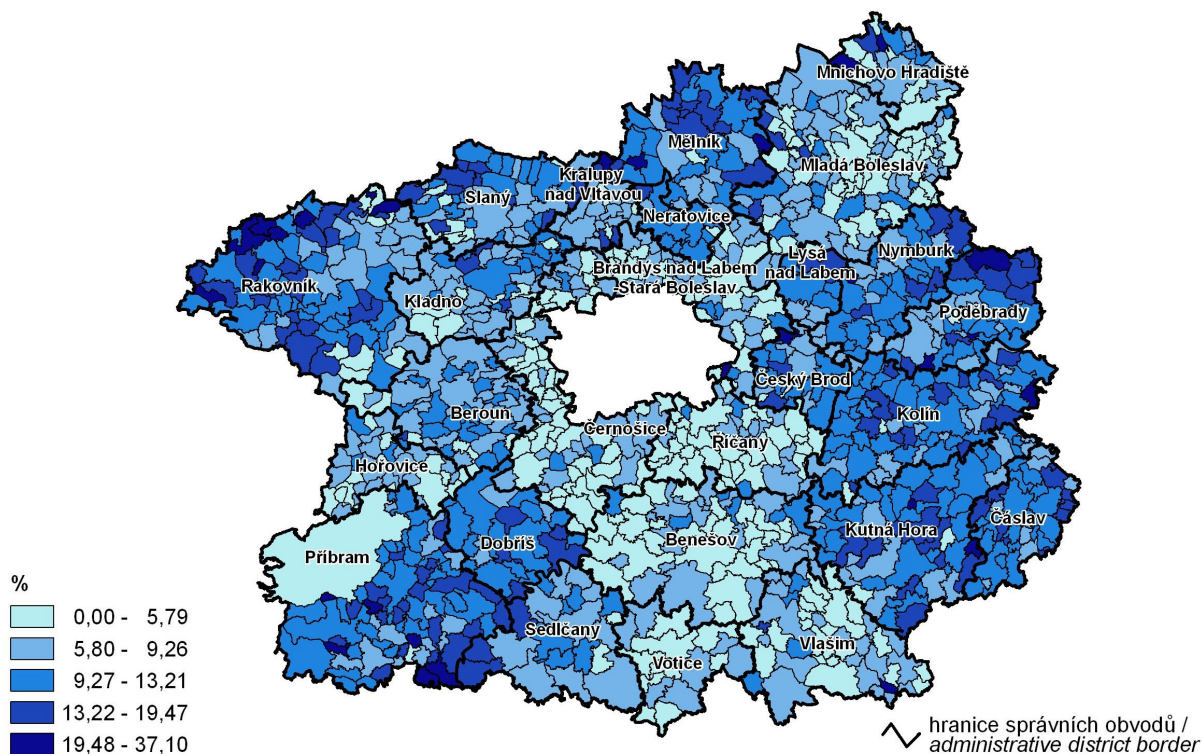 Mnichovo Hradiště
Mělník
Mladá Boleslav
Kralupy
nad Vltavou
Slaný
Neratovice
Nymburk
Brandýs nad Labem
Stará Boleslav
Lysá
nad Labem
Rakovník
Kladno
Poděbrady
Český Brod
Beroun
Kolín
Černošice
Říčany
Hořovice
Kutná Hora
Čáslav
Příbram
Dobříš
Benešov
Sedlčany
Vlašim
Votice
%
0,00 - 5,79
5,80 - 9,26
9,27 - 13,21
13,22 - 19,47
19,48 - 37,10
hranice správních obvodů /
administrative district border